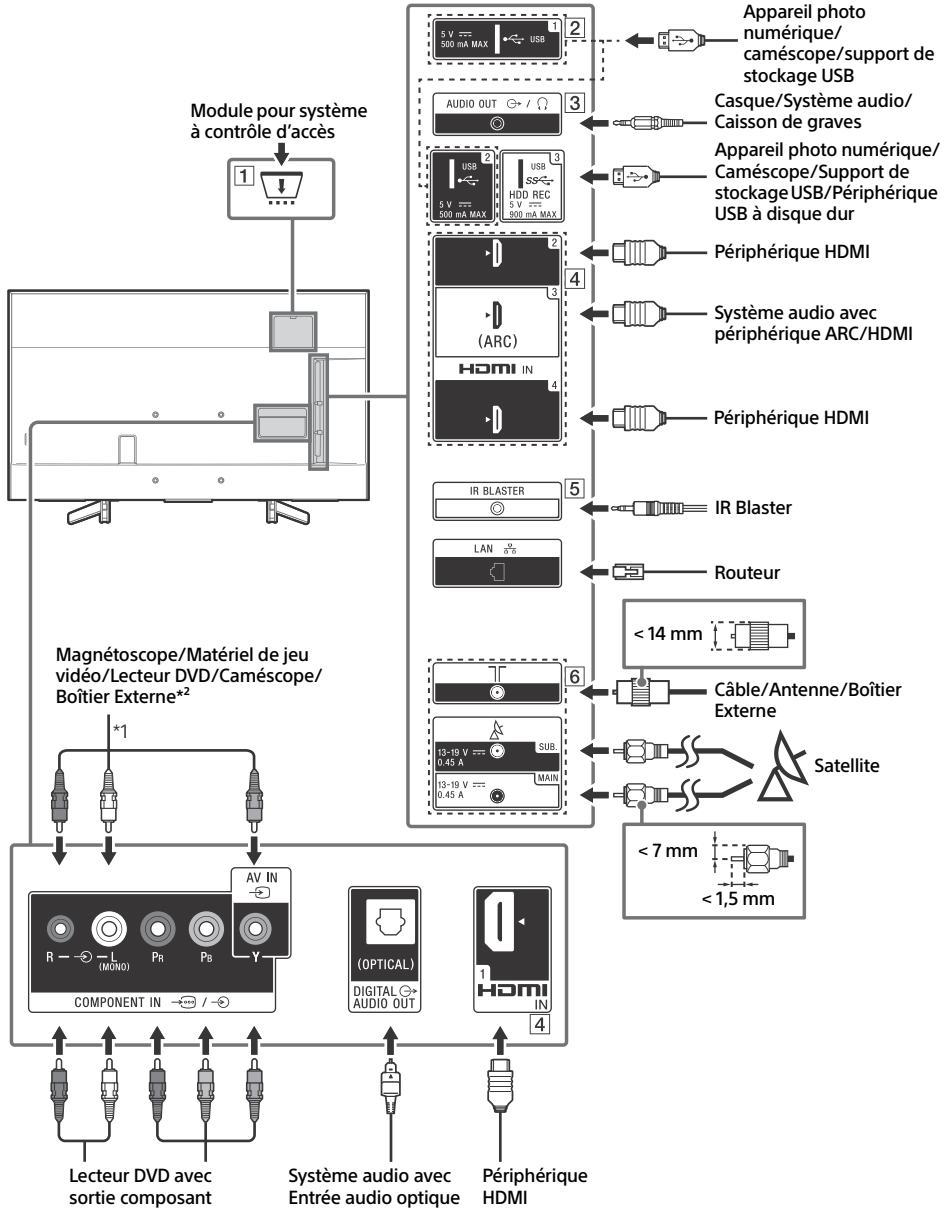 Appareil photo
numérique/
caméscope/support de
stockage USB
5 V
500 mA MAX
USB
1
2
Module pour système
à contrôle d'accès
1
AUDIO OUT /
3
Casque/Système audio/
Caisson de graves
USB
2
5 V
500 mA MAX
USB
3
SS
HDD REC
5 V
900 mA MAX
Appareil photo numérique/
Caméscope/Support de
stockage USB/Périphérique
USB à disque dur
2
4
Périphérique HDMI
3
(ARC)
Système audio avec
périphérique ARC/HDMI
HDMI IN
4
Périphérique HDMI
IR BLASTER
5
IR Blaster
LAN
Routeur
< 14 mm
6
Câble/Antenne/Boîtier
Externe
13-19 V
0.45 A
SUB.
13-19 V
0.45 A
MAIN
Satellite
< 7 mm
< 1,5 mm
Magnétoscope/Matériel de jeu
vidéo/Lecteur DVD/Caméscope/
Boîtier Externe*2
*1
AV IN
R L PR PB Y
(MONO)
COMPONENT IN /
(OPTICAL)
DIGITAL
AUDIO OUT
1
HDMI
IN
4
Lecteur DVD avec
sortie composant
Système audio avec
Entrée audio optique
Périphérique
HDMI